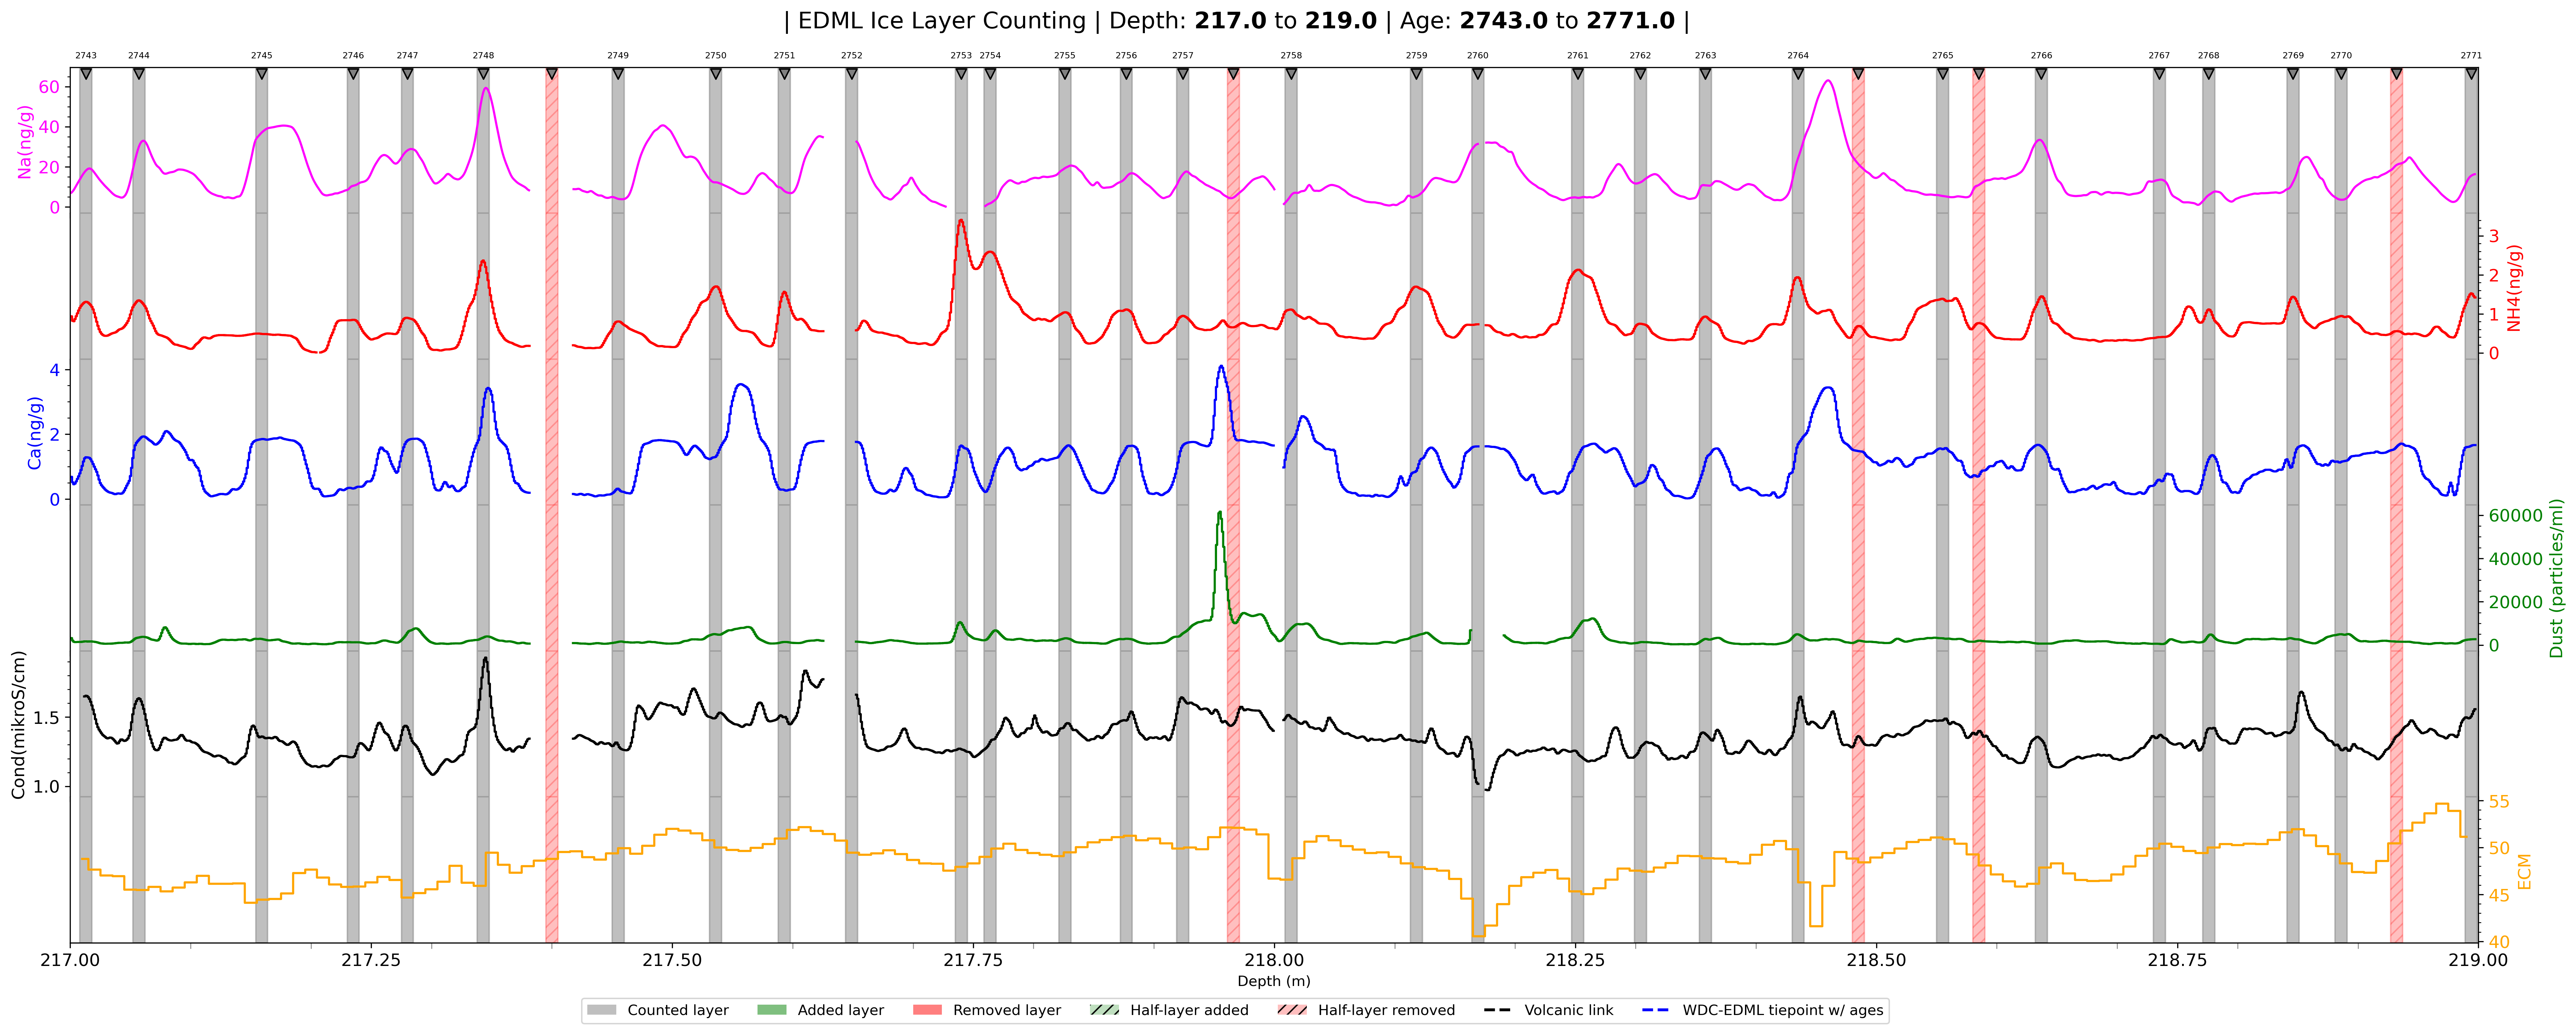 | EDML Ice Layer Counting | Depth: 217.0 to 219.0 | Age: 2743.0 to 2771.0 |
2743 2744 2745 2746 2747 2748 2749 2750 2751 2752 2753 2754 2755 2756 2757 2758 2759 2760 2761 2762 2763 2764 2765 2766 2767 2768 2769 2770 2771
Na(ng/g)
60
40
20
0
NH4(ng/g)
3
2
1
0
Ca(ng/g)
4
2
0
Dust (particles/ml)
60000
40000
20000
0
Cond(mikroS/cm)
1.5
1.0
ECM
55
50
45
40
217.00 217.25 217.50 217.75 218.00 218.25 218.50 218.75 219.00
Depth (m)
Counted layer Added layer Removed layer Half-layer added Half-layer removed Volcanic link WDC-EDML tiepoint w/ ages